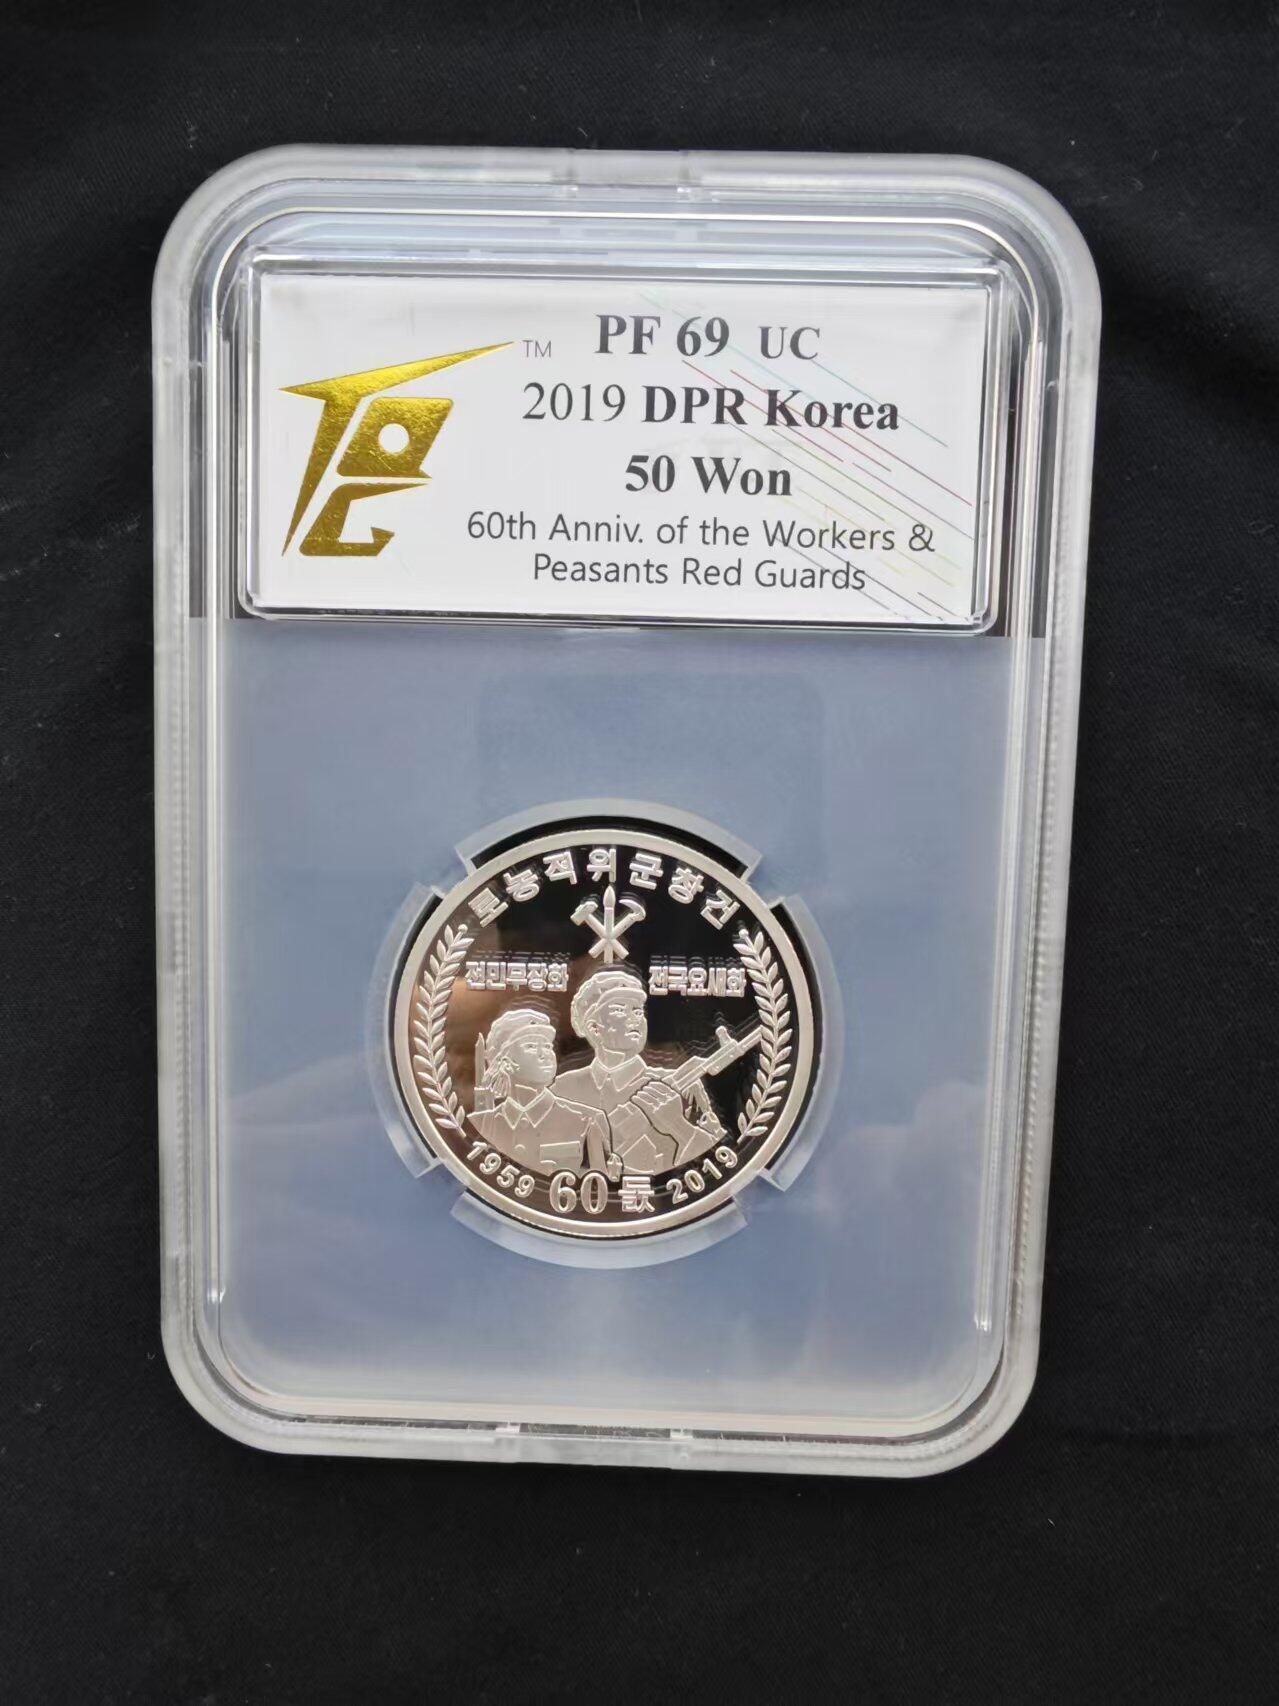 TM PF 69 UC
2019 DPR Korea
50 Won
60th Anniv. of the Workers &
Peasants Red Guards
로농적위군창건
전민무장화 전국요새화
1959 60돐 2019